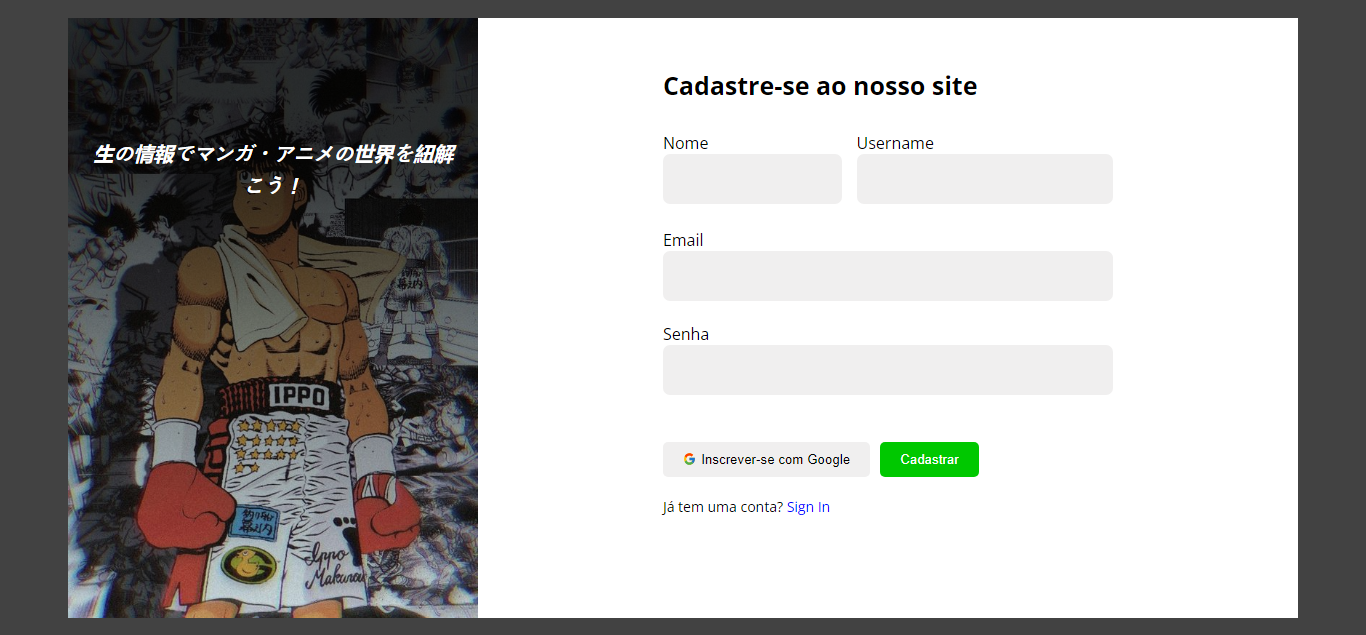 生の情報でマンガ・アニメの世界を紐解
こう！
IPPO
Ippo
Cadastre-se ao nosso site
Nome Username
Email
Senha
Inscrever-se com Google Cadastrar
Já tem uma conta? Sign In